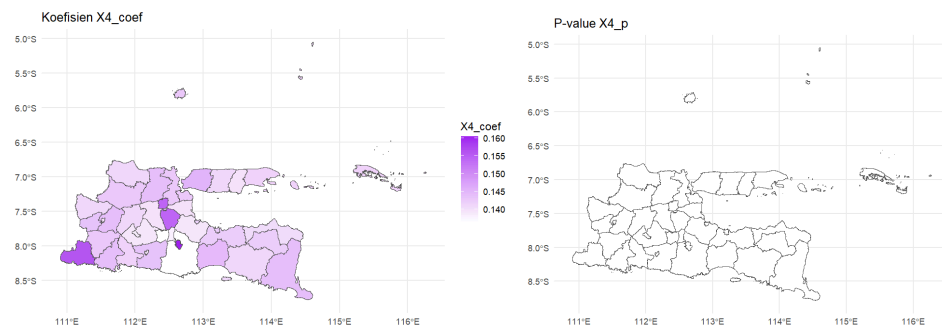 Koefisien X4_coef
5.0°S
5.5°S
6.0°S
6.5°S
7.0°S
7.5°S
8.0°S
8.5°S
111°E 112°E 113°E 114°E 115°E 116°E
X4_coef
0.160
0.155
0.150
0.145
0.140
P-value X4_p
5.0°S
5.5°S
6.0°S
6.5°S
7.0°S
7.5°S
8.0°S
8.5°S
111°E 112°E 113°E 114°E 115°E 116°E